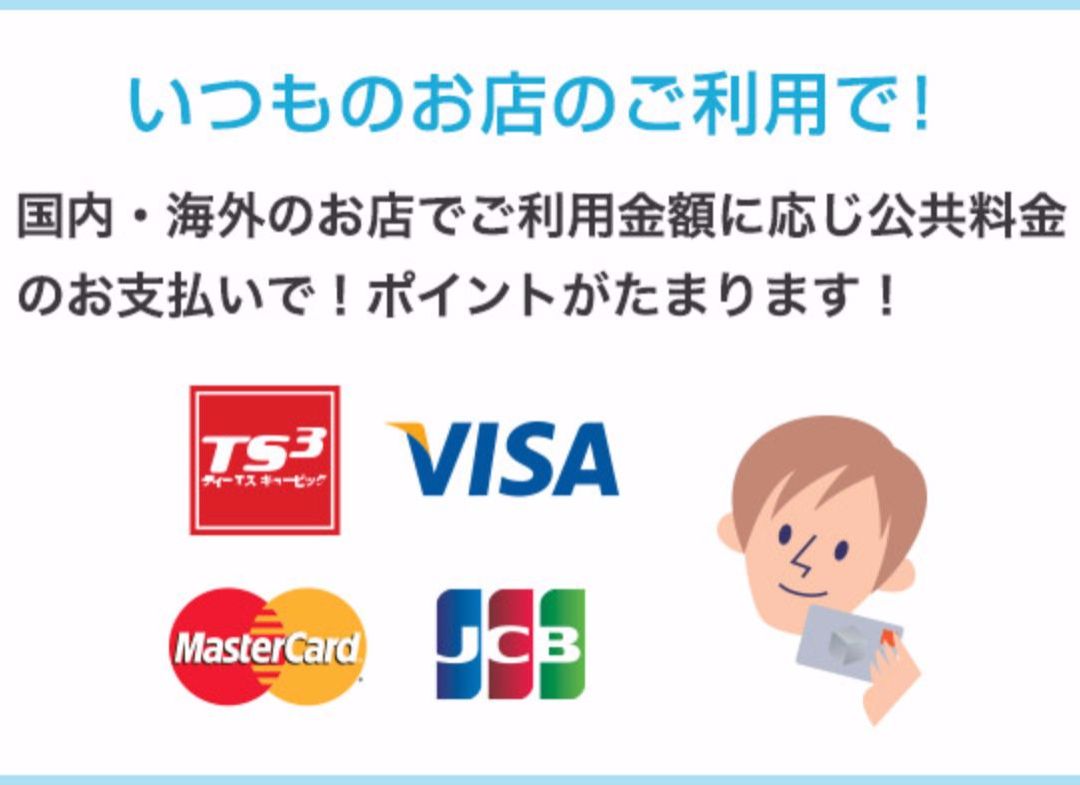 いつものお店のご利用で!
国内・海外のお店でご利用金額に応じ公共料金
のお支払いで！ポイントがたまります！
TS3
ティーエス キュービック
VISA
MasterCard
JCB